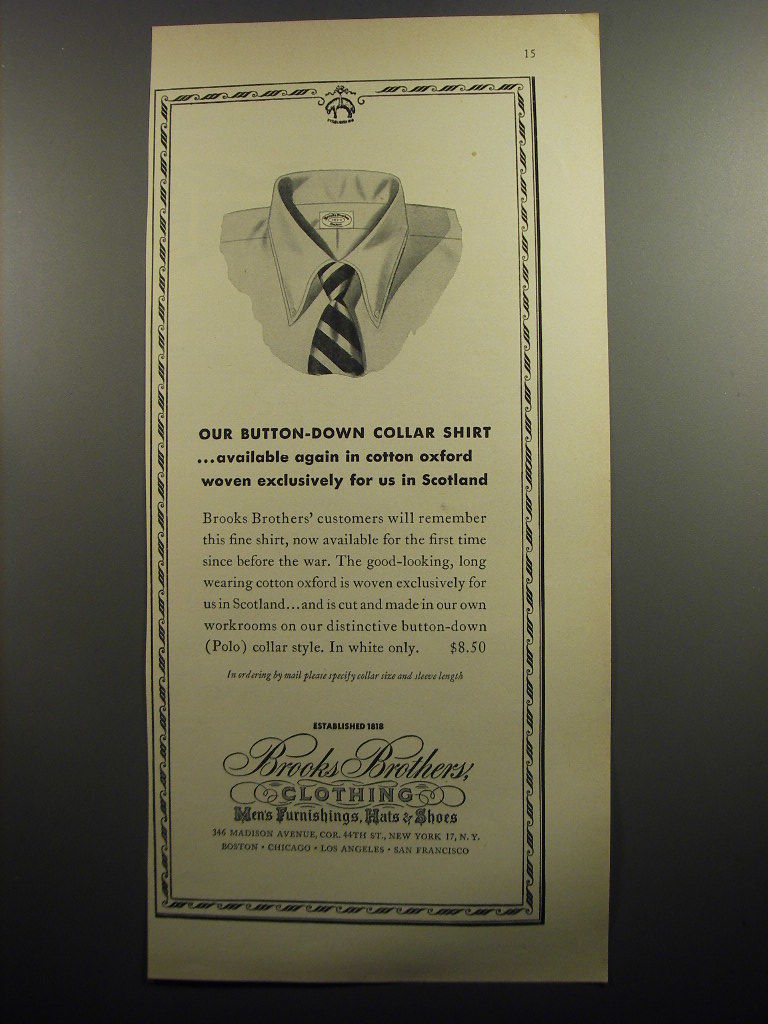 15
OUR BUTTON-DOWN COLLAR SHIRT
...available again in cotton oxford
woven exclusively for us in Scotland
Brooks Brothers' customers will remember
this fine shirt, now available for the first time
since before the war. The good-looking, long
wearing cotton oxford is woven exclusively for
us in Scotland...and is cut and made in our own
workrooms on our distinctive button-down
(Polo) collar style. In white only. $8.50
In ordering by mail please specify collar size and sleeve length
ESTABLISHED 1818
Brooks Brothers,
CLOTHING
Men's Furnishings, Hats & Shoes
346 MADISON AVENUE, COR. 44TH ST., NEW YORK 17, N. Y.
BOSTON • CHICAGO • LOS ANGELES • SAN FRANCISCO